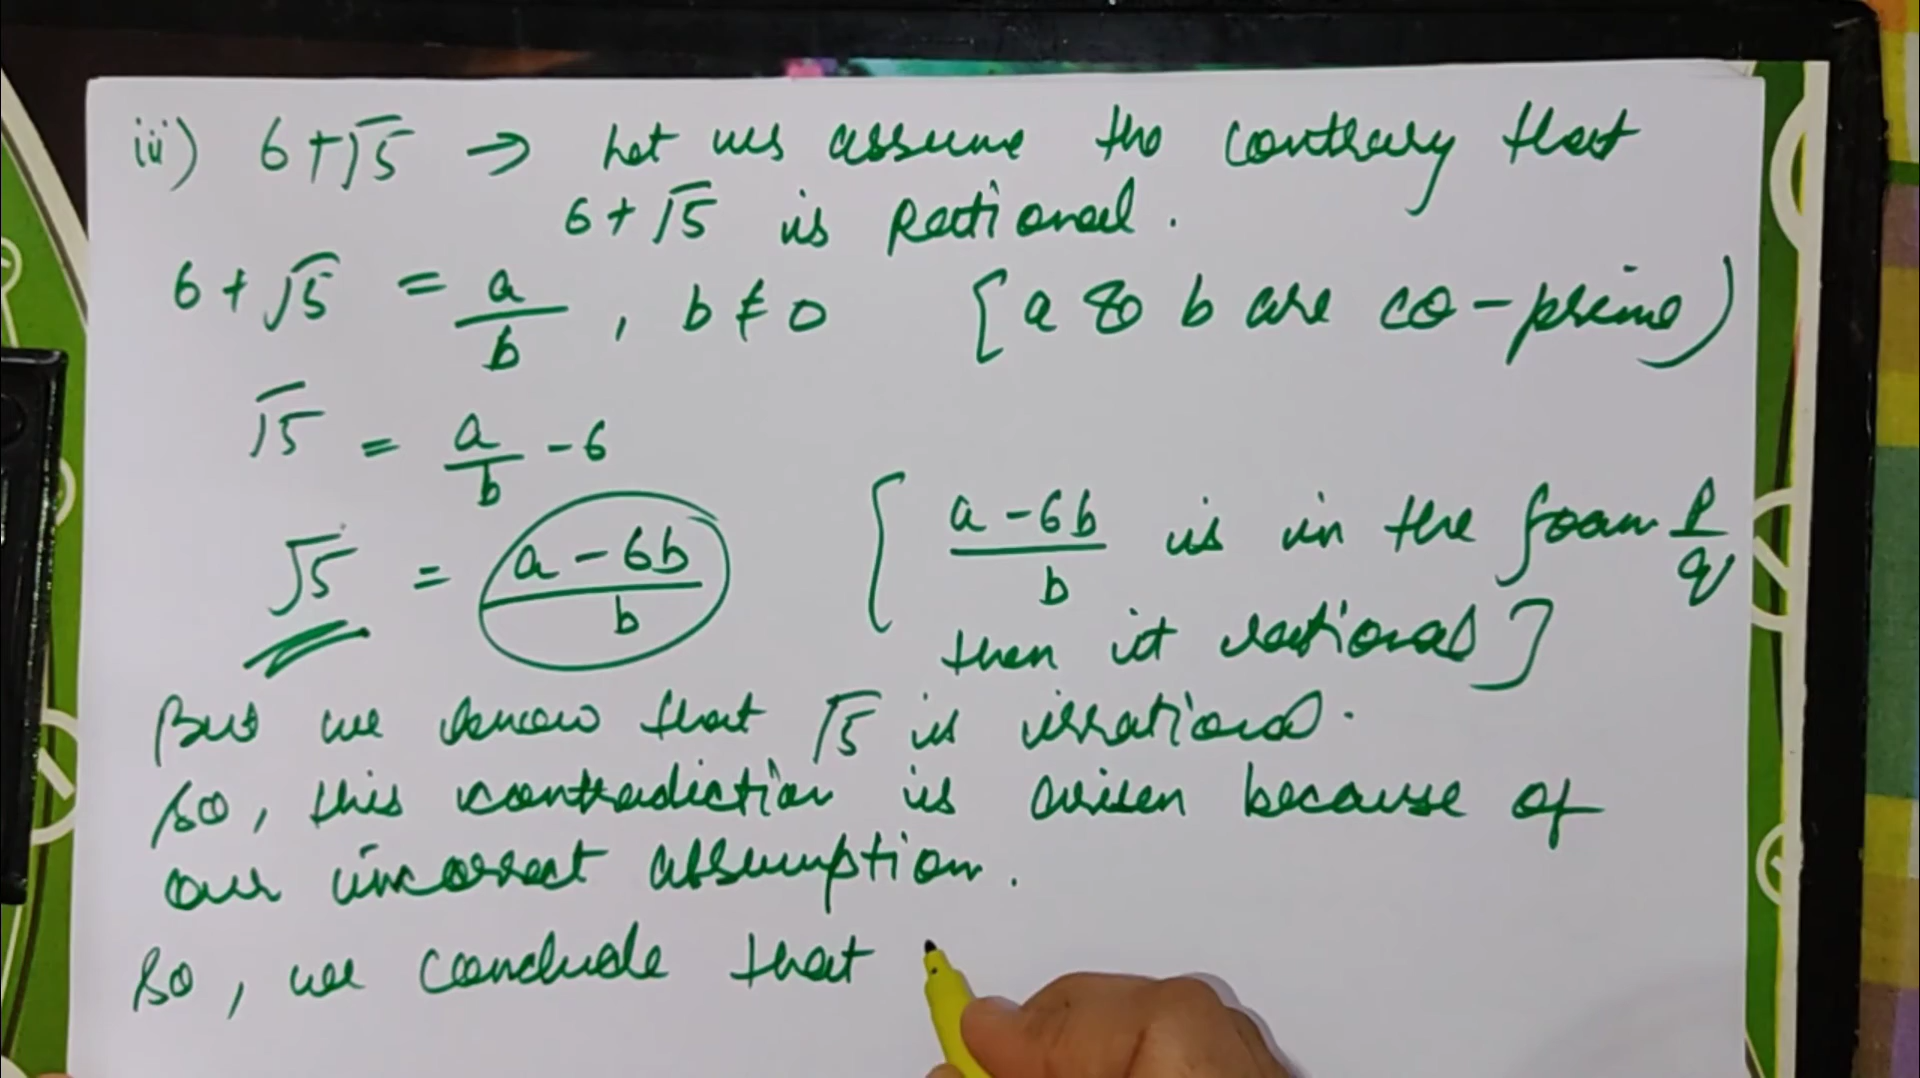 iii) 6+√5 → Let us assume the contrary that
6+√5 is Rational.
6+√5 = a/b , b≠0 [a & b are co-prime)
√5 = a/b - 6
√5 = (a-6b)/b [ (a-6b)/b is in the foam p/q
then it rational]
But we know that √5 is irrational.
So, this contradiction is arisen because of
our incorrect assumption.
So, we conclude that